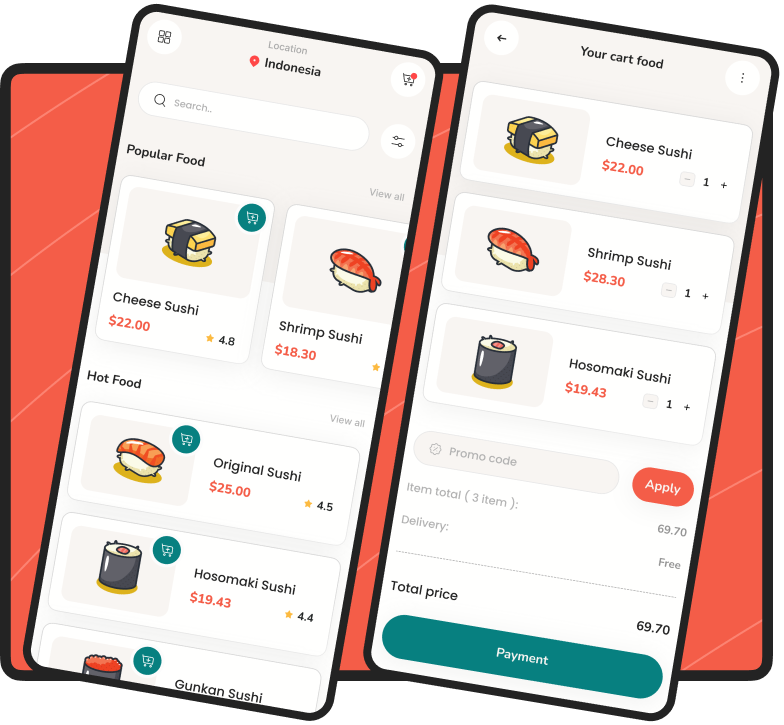 Location
Indonesia
Search..
Popular Food
View all
Cheese Sushi
$22.00
4.8
Shrimp Sushi
$18.30
Hot Food
View all
Original Sushi
$25.00
4.5
Hosomaki Sushi
$19.43
4.4
Gunkan Sushi
Your cart food
Cheese Sushi
$22.00
− 1 +
Shrimp Sushi
$28.30
− 1 +
Hosomaki Sushi
$19.43
− 1 +
Promo code
Apply
Item total ( 3 item ):
69.70
Delivery:
Free
Total price
69.70
Payment